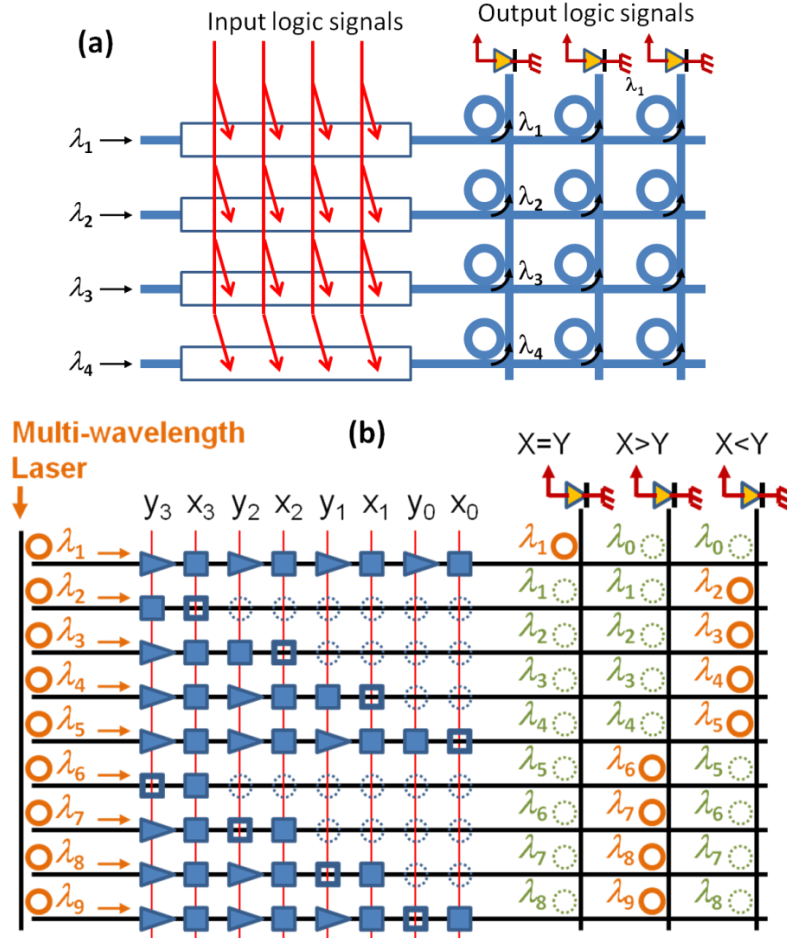 (a)
Input logic signals
Output logic signals
λ1
λ1
λ1
λ2
λ2
λ3
λ3
λ4
λ4
(b)
Multi-wavelength
Laser
X=Y X>Y X<Y
y3 x3 y2 x2 y1 x1 y0 x0
λ1 λ1 λ0 λ0
λ2 λ1 λ1 λ2
λ3 λ2 λ2 λ3
λ4 λ3 λ3 λ4
λ5 λ4 λ4 λ5
λ6 λ5 λ6 λ5
λ7 λ6 λ7 λ6
λ8 λ7 λ8 λ7
λ9 λ8 λ9 λ8